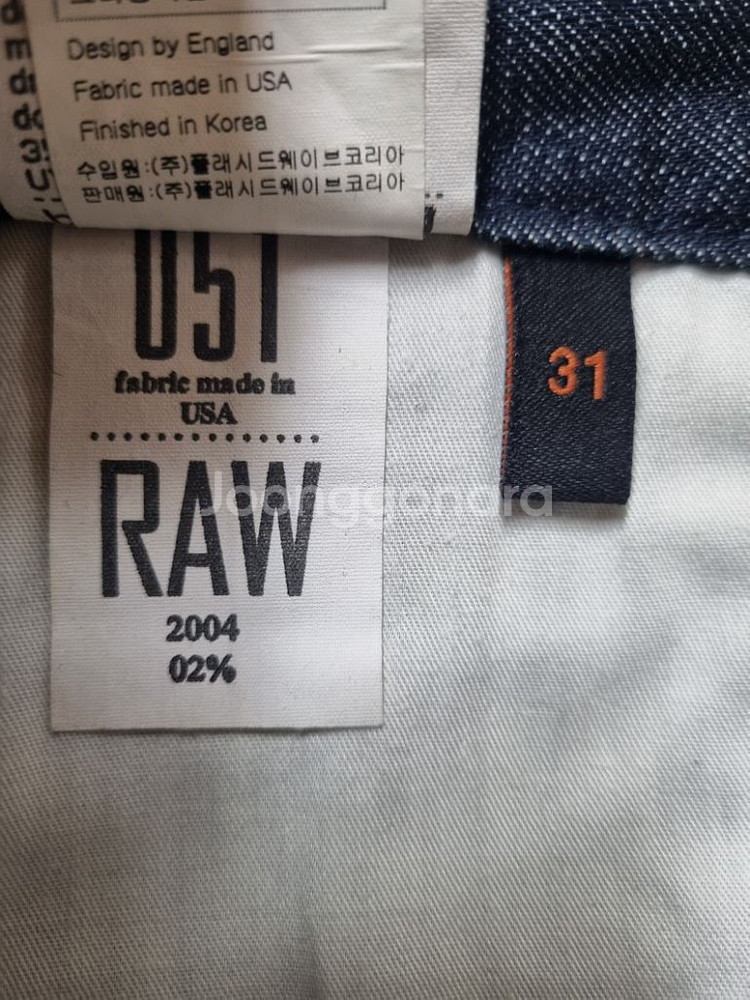 Design by England
Fabric made in USA
Finished in Korea
수입원:(주)플래시드웨이브코리아
판매원:(주)플래시드웨이브코리아
051
fabric made in
USA
RAW
2004
02%
31
Joonggonara